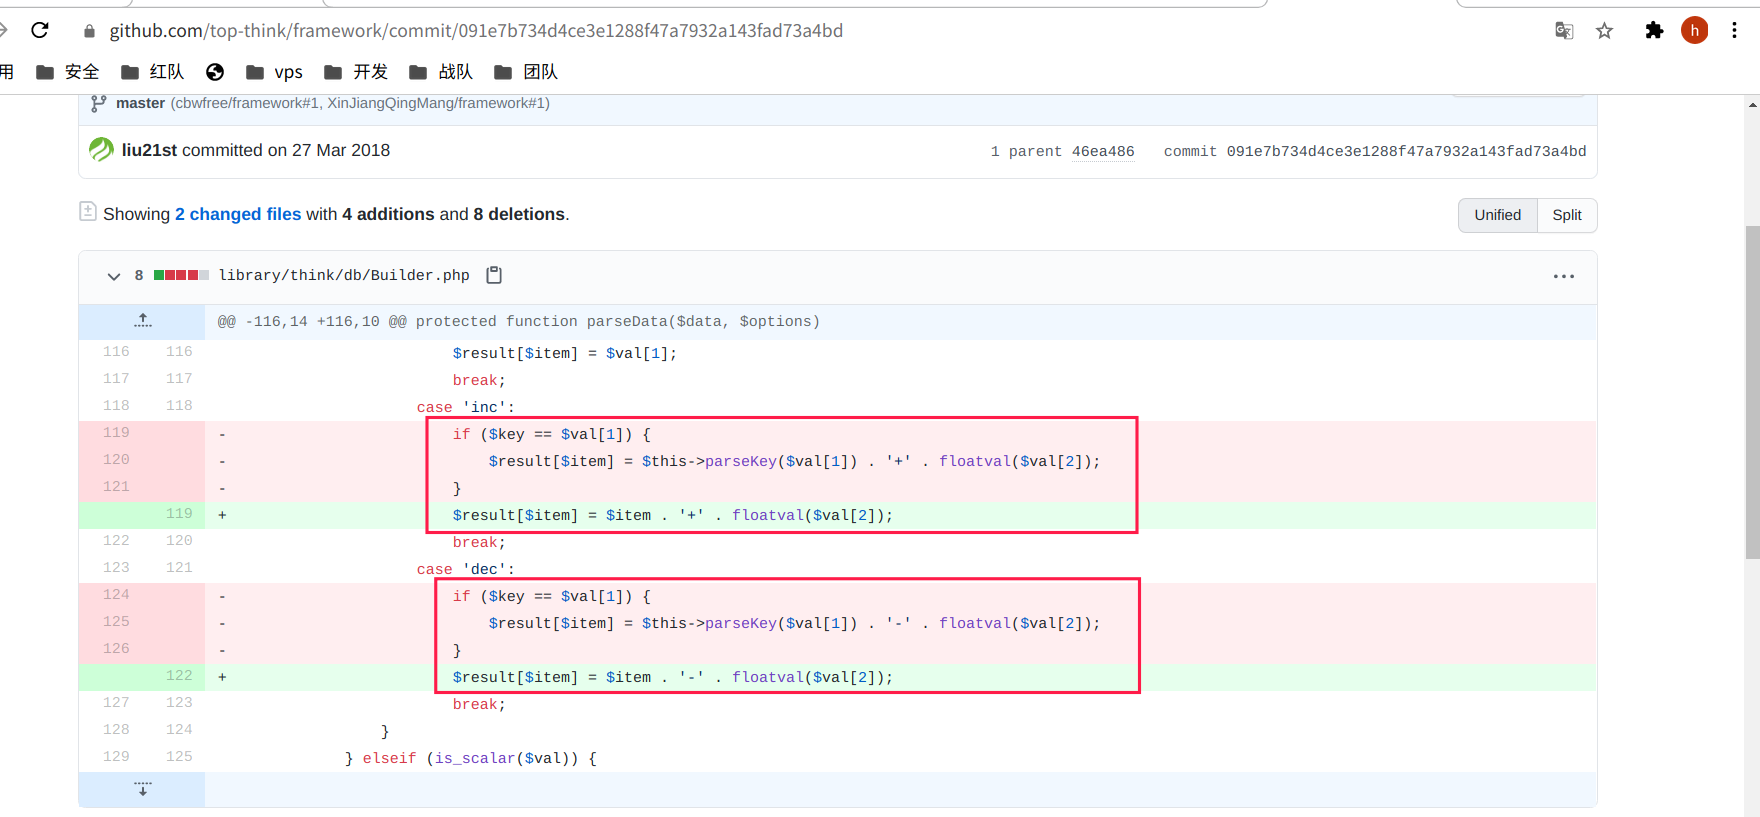 github.com/top-think/framework/commit/091e7b734d4ce3e1288f47a7932a143fad73a4bd
h
用 安全 红队 vps 开发 战队 团队
master (cbwfree/framework#1, XinJiangQingMang/framework#1)
liu21st committed on 27 Mar 2018 1 parent 46ea486 commit 091e7b734d4ce3e1288f47a7932a143fad73a4bd
Showing 2 changed files with 4 additions and 8 deletions. Unified Split
8 library/think/db/Builder.php
@@ -116,14 +116,10 @@ protected function parseData($data, $options)
116 116 $result[$item] = $val[1];
117 117 break;
118 118 case 'inc':
119 - if ($key == $val[1]) {
120 - $result[$item] = $this->parseKey($val[1]) . '+' . floatval($val[2]);
121 - }
119 + $result[$item] = $item . '+' . floatval($val[2]);
122 120 break;
123 121 case 'dec':
124 - if ($key == $val[1]) {
125 - $result[$item] = $this->parseKey($val[1]) . '-' . floatval($val[2]);
126 - }
122 + $result[$item] = $item . '-' . floatval($val[2]);
127 123 break;
128 124 }
129 125 } elseif (is_scalar($val)) {